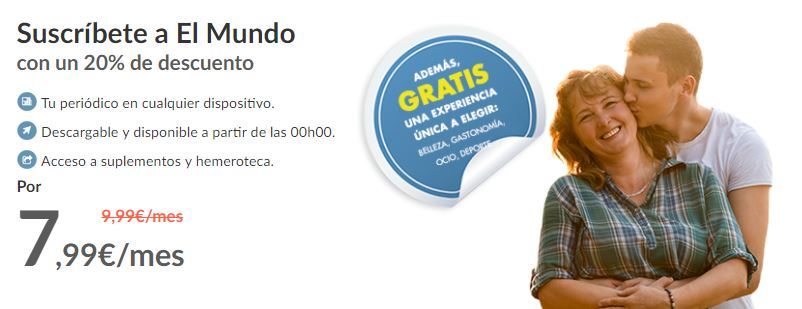 Suscríbete a El Mundo
con un 20% de descuento
Tu periódico en cualquier dispositivo.
Descargable y disponible a partir de las 00h00.
Acceso a suplementos y hemeroteca.
Por
9,99€/mes
7,99€/mes
ADEMÁS,
GRATIS
UNA EXPERIENCIA
ÚNICA A ELEGIR:
BELLEZA, GASTRONOMÍA,
OCIO, DEPORTE